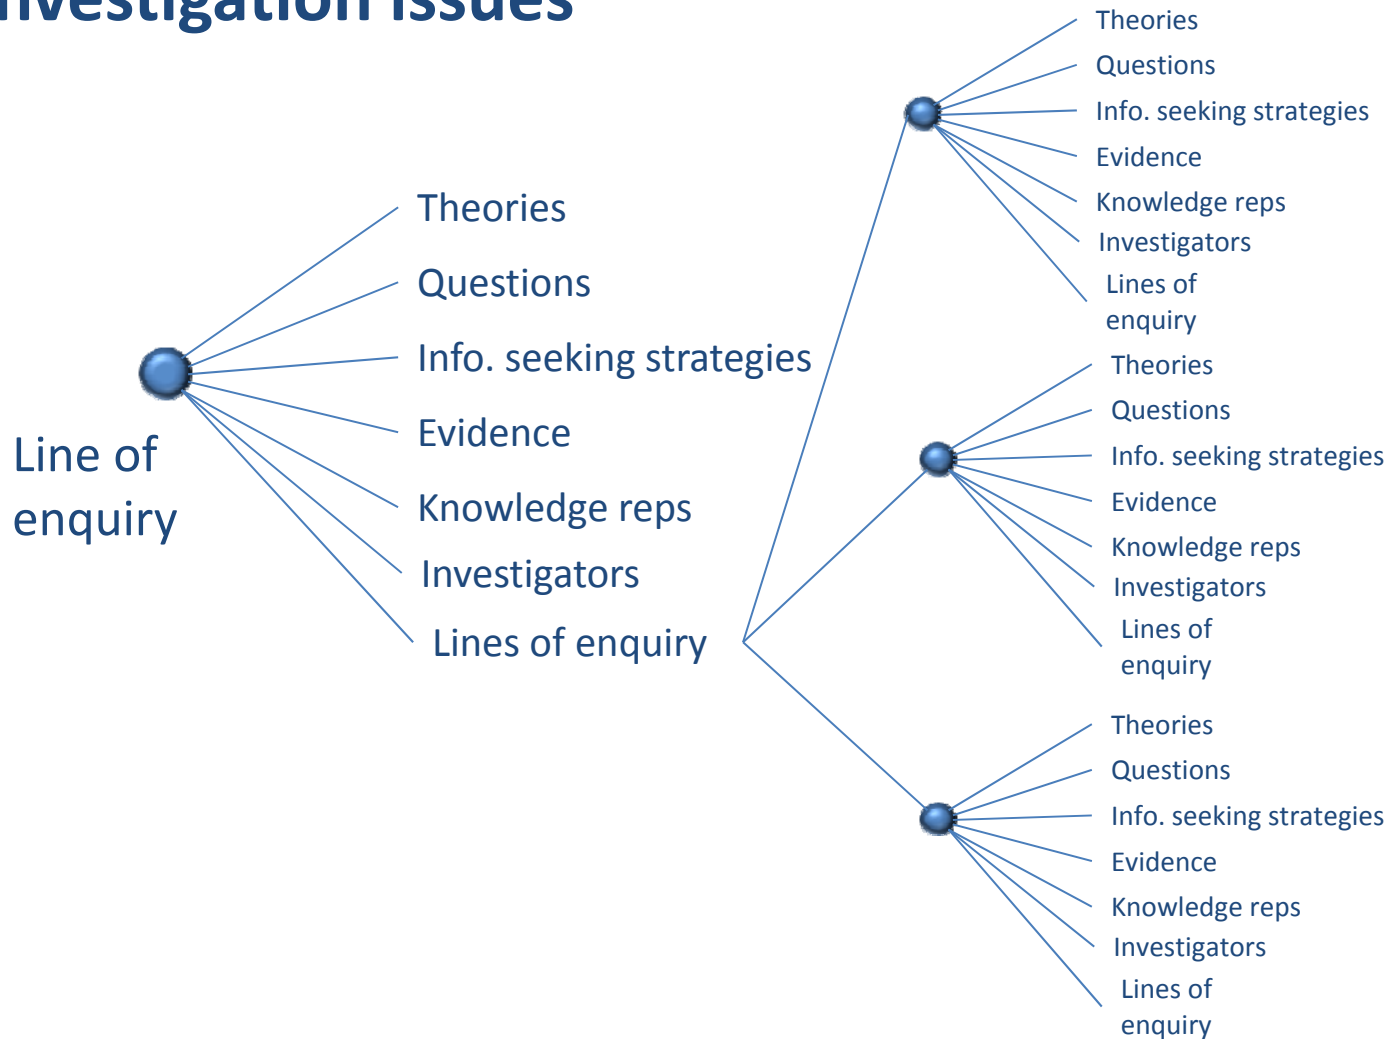 nvestigation issues
Line of
enquiry
Theories
Questions
Info. seeking strategies
Evidence
Knowledge reps
Investigators
Lines of enquiry
Theories
Questions
Info. seeking strategies
Evidence
Knowledge reps
Investigators
Lines of
enquiry
Theories
Questions
Info. seeking strategies
Evidence
Knowledge reps
Investigators
Lines of
enquiry
Theories
Questions
Info. seeking strategies
Evidence
Knowledge reps
Investigators
Lines of
enquiry